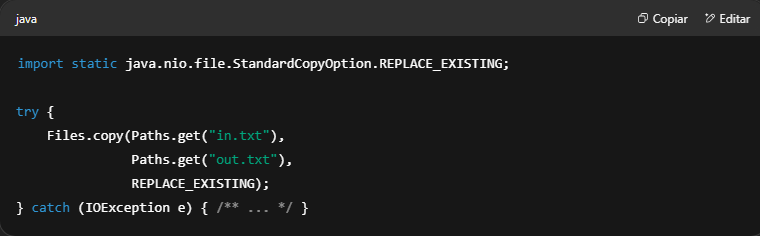 java
Copiar
Editar
import static java.nio.file.StandardCopyOption.REPLACE_EXISTING;
try {
    Files.copy(Paths.get("in.txt"),
               Paths.get("out.txt"),
               REPLACE_EXISTING);
} catch (IOException e) { /** ... */ }